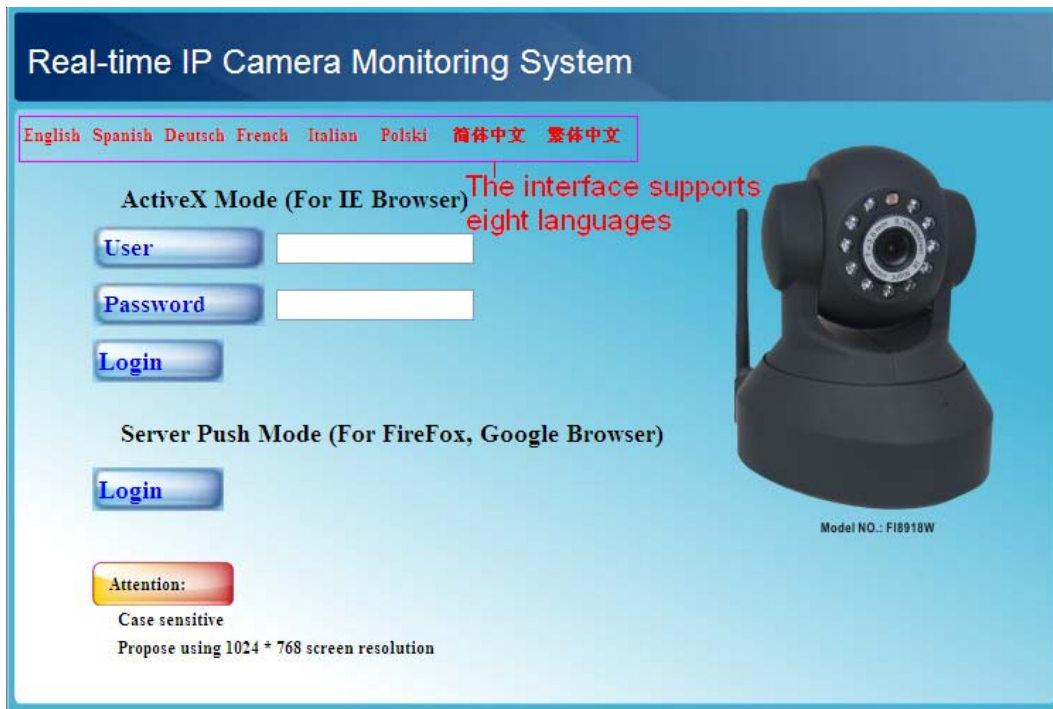 Real-time IP Camera Monitoring System
English Spanish Deutsch French Italian Polski 简体中文 繁体中文
The interface supports
eight languages
ActiveX Mode (For IE Browser)
User
Password
Login
Server Push Mode (For FireFox, Google Browser)
Login
Model NO.: FI8918W
Attention:
Case sensitive
Propose using 1024 * 768 screen resolution